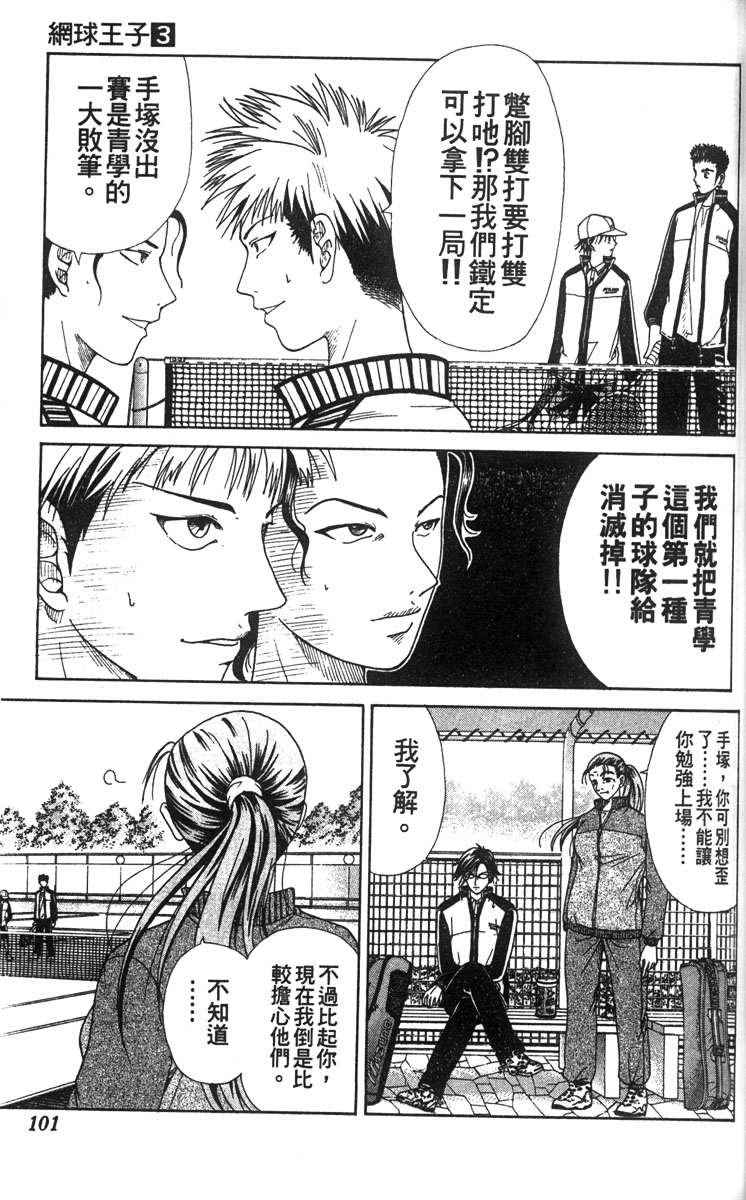 網球王子3
蹩腳雙打要打雙
打吔!?那我們鐵定
可以拿下一局!!
手塚沒出
賽是青學的
一大敗筆。
我們就把青學
這個第一種
子的球隊給
消滅掉!!
手塚，你可別想歪
了……我不能讓
你勉強上場……
我了解。
不過比起你，
現在我倒是比
較擔心他們。
不知道
……
101